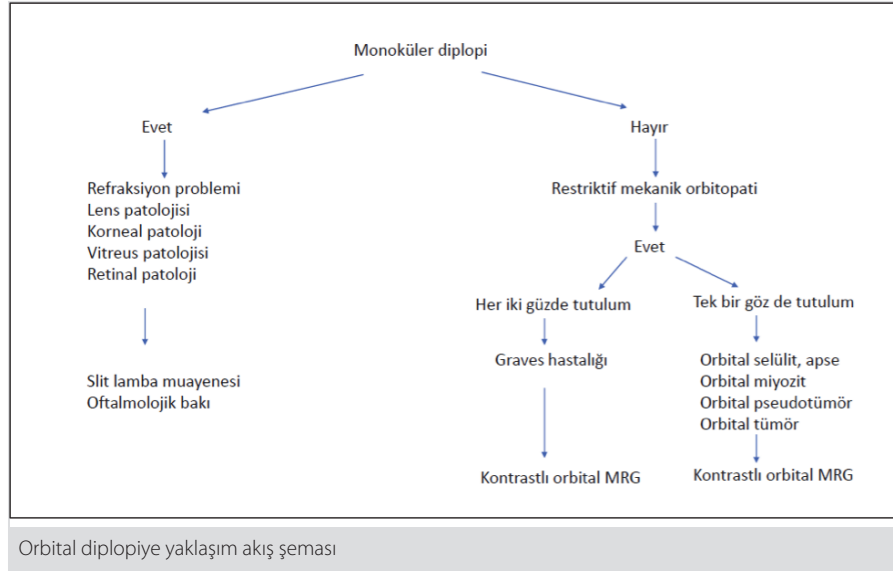 Monoküler diplopi
Evet
Hayır
Refraksiyon problemi
Lens patolojisi
Korneal patoloji
Vitreus patolojisi
Retinal patoloji
Slit lamba muayenesi
Oftalmolojik bakı
Restriktif mekanik orbitopati
Evet
Her iki güzde tutulum
Graves hastalığı
Kontrastlı orbital MRG
Tek bir göz de tutulum
Orbital selülit, apse
Orbital miyozit
Orbital pseudotümör
Orbital tümör
Kontrastlı orbital MRG
Orbital diplopiye yaklaşım akış şeması